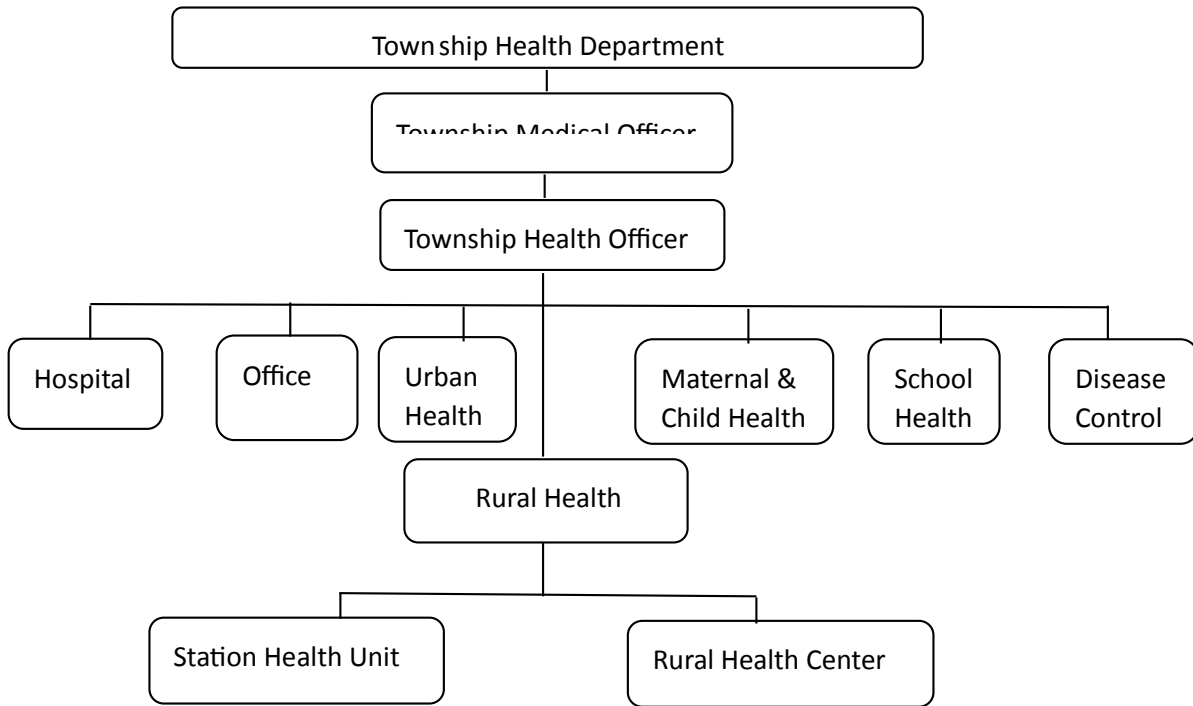 Township Health Department
Township Medical Officer
Township Health Officer
Hospital
Office
Urban
Health
Maternal &
Child Health
School
Health
Disease
Control
Rural Health
Station Health Unit
Rural Health Center